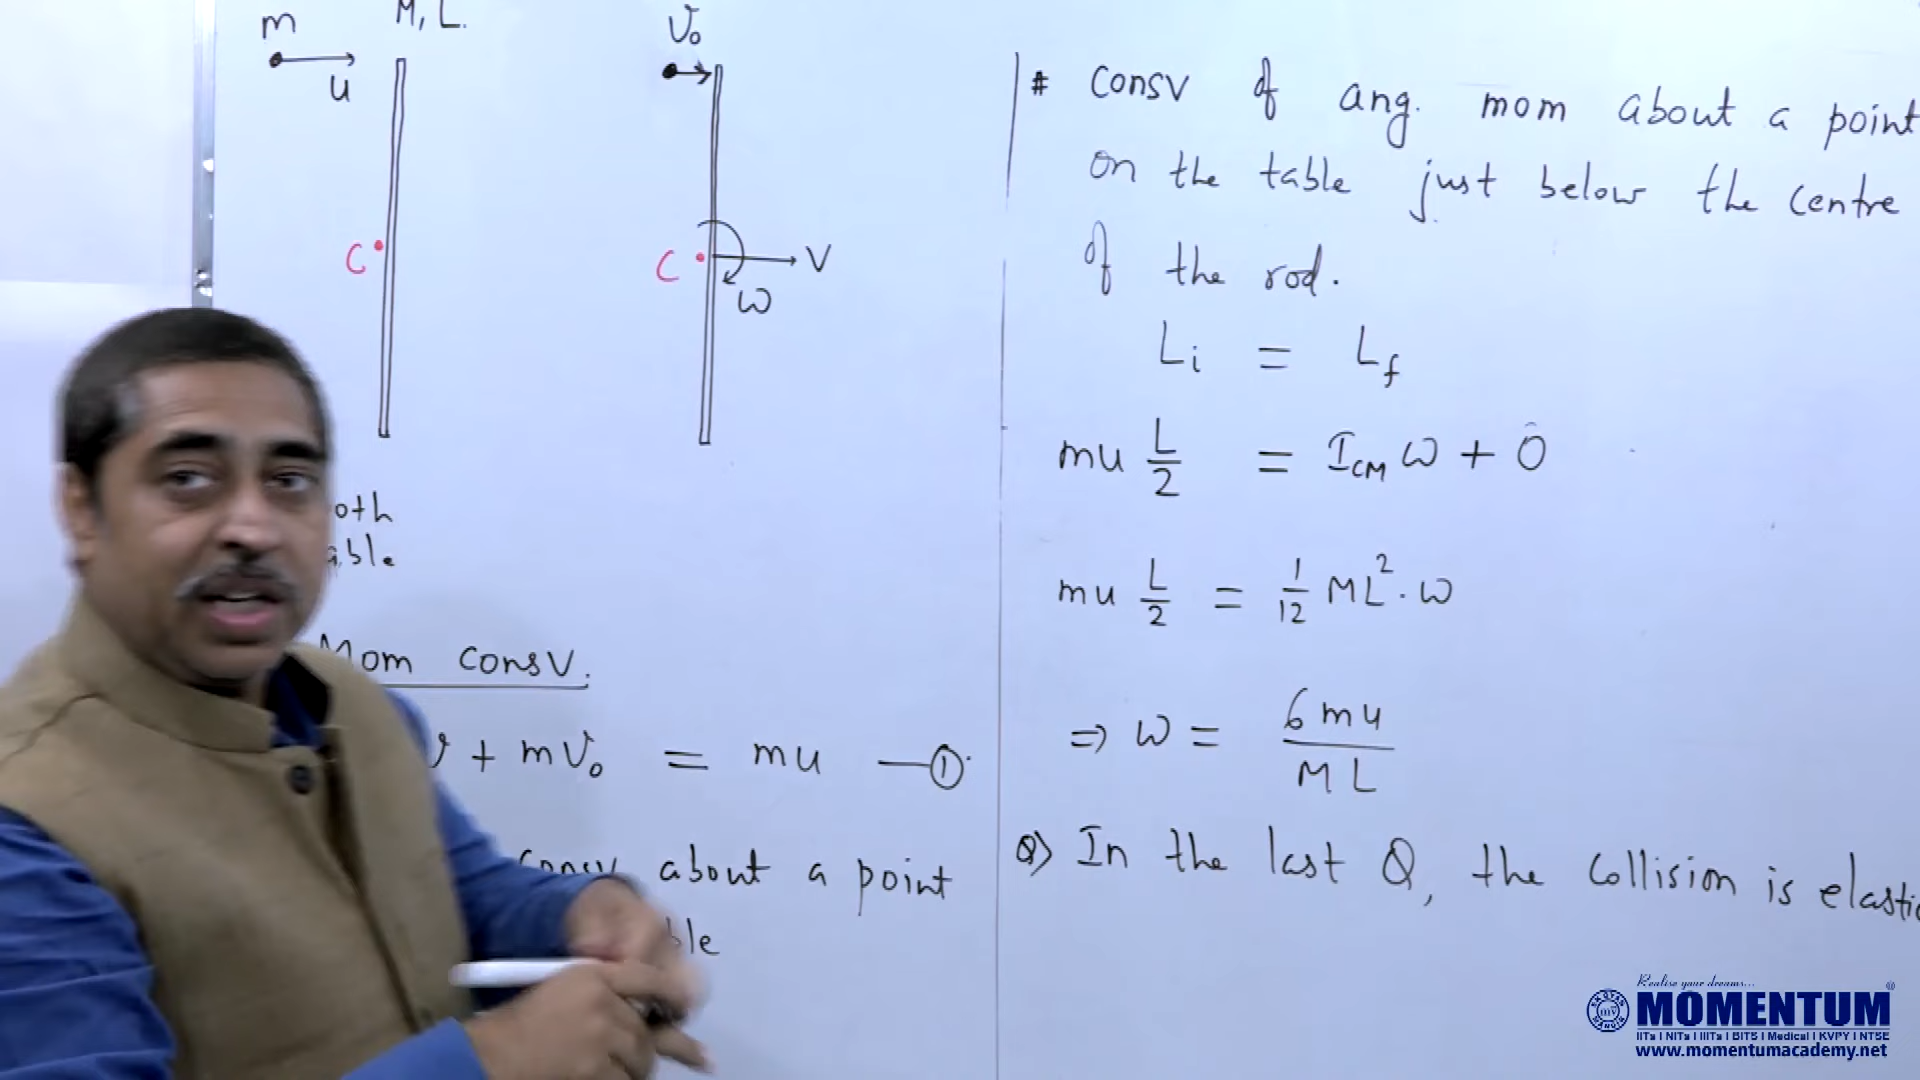 m
M, L.
u
C
v₀
C
V
ω
oth
able.
Mom consv.
v + mv₀ = mu —①
consv about a point
ble
# consv of ang. mom about a point
on the table just below the centre
of the rod.
Lᵢ = L_f
mu L/2 = I_CM ω + 0
mu L/2 = 1/12 ML² · ω
⇒ ω = 6mu/ML
Q) In the last Q, the collision is elastic
Realise your dreams...
MOMENTUM
IITs | NITs | IIITs | BITS | Medical | KVPY | NTSE
www.momentumacademy.net